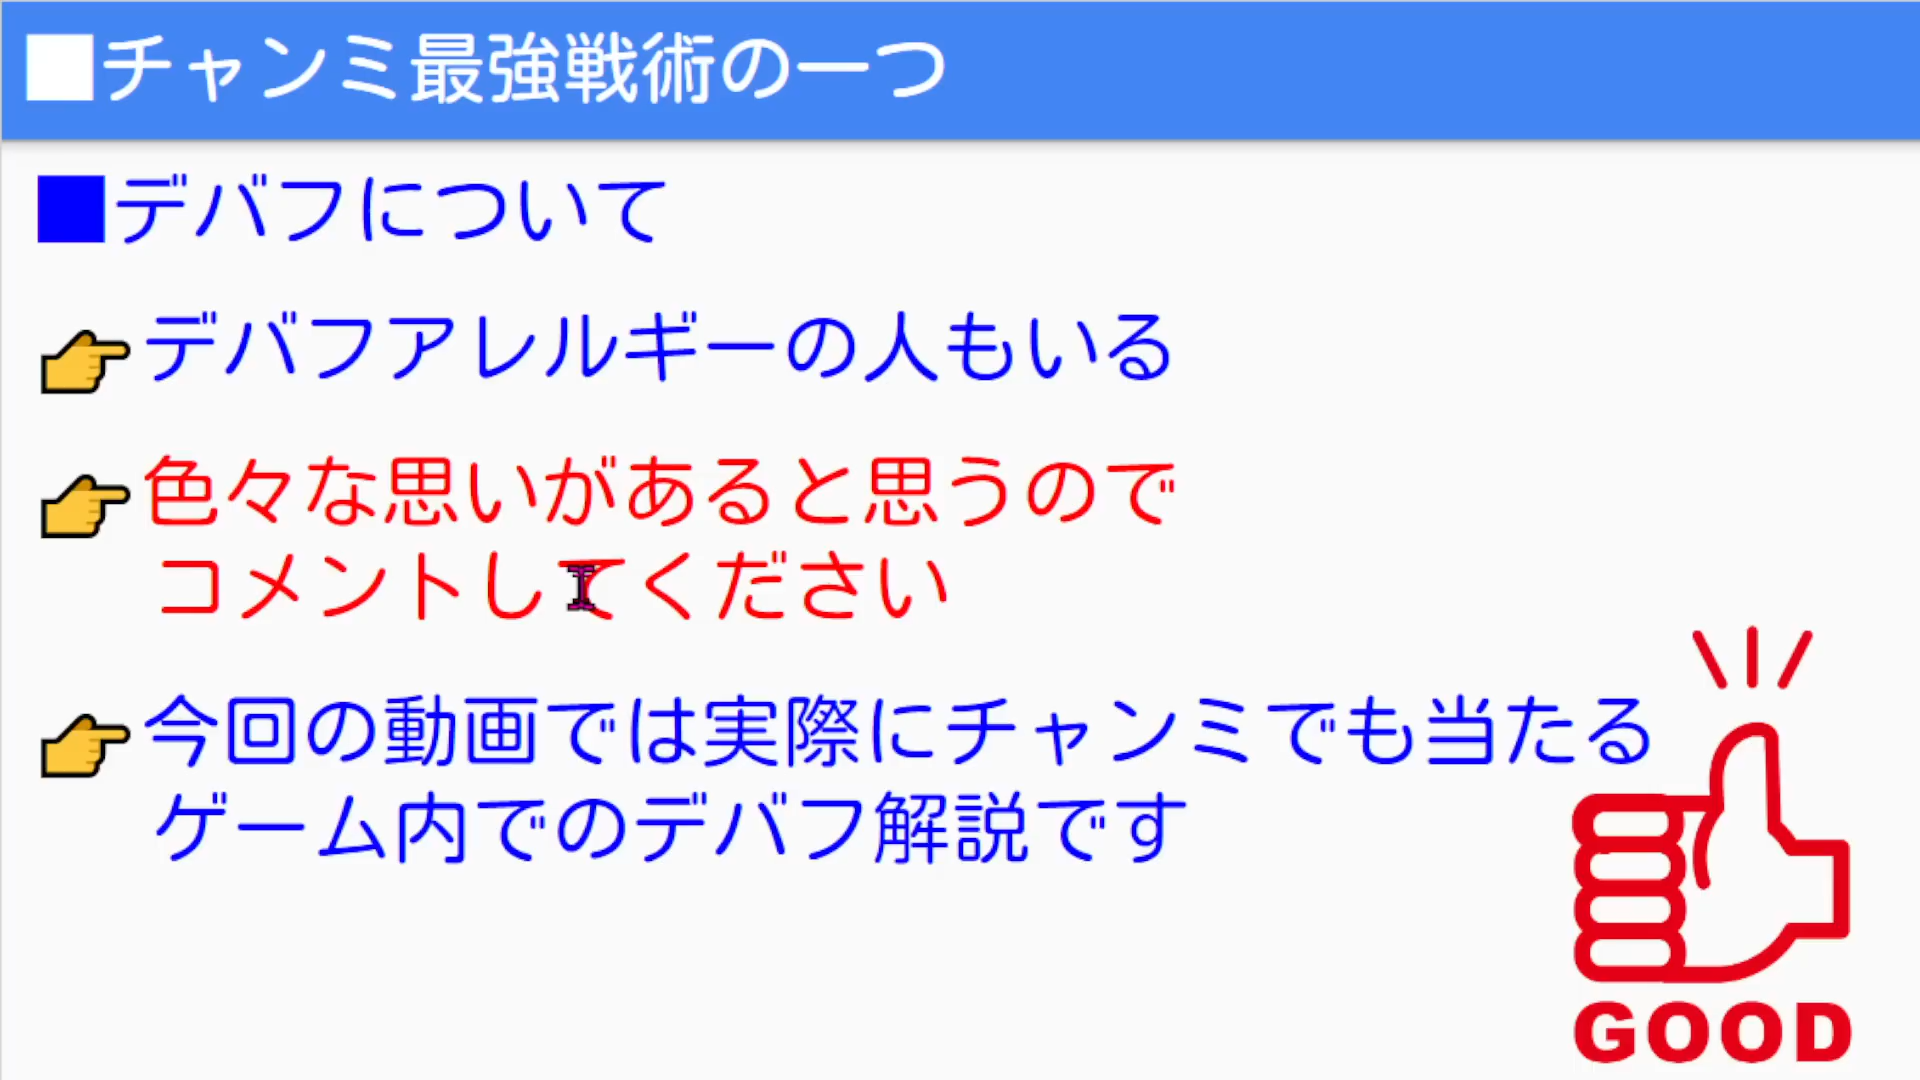 ■チャンミ最強戦術の一つ
■デバフについて
👉デバフアレルギーの人もいる
👉色々な思いがあると思うので
コメントしてください
👉今回の動画では実際にチャンミでも当たる
ゲーム内でのデバフ解説です
GOOD